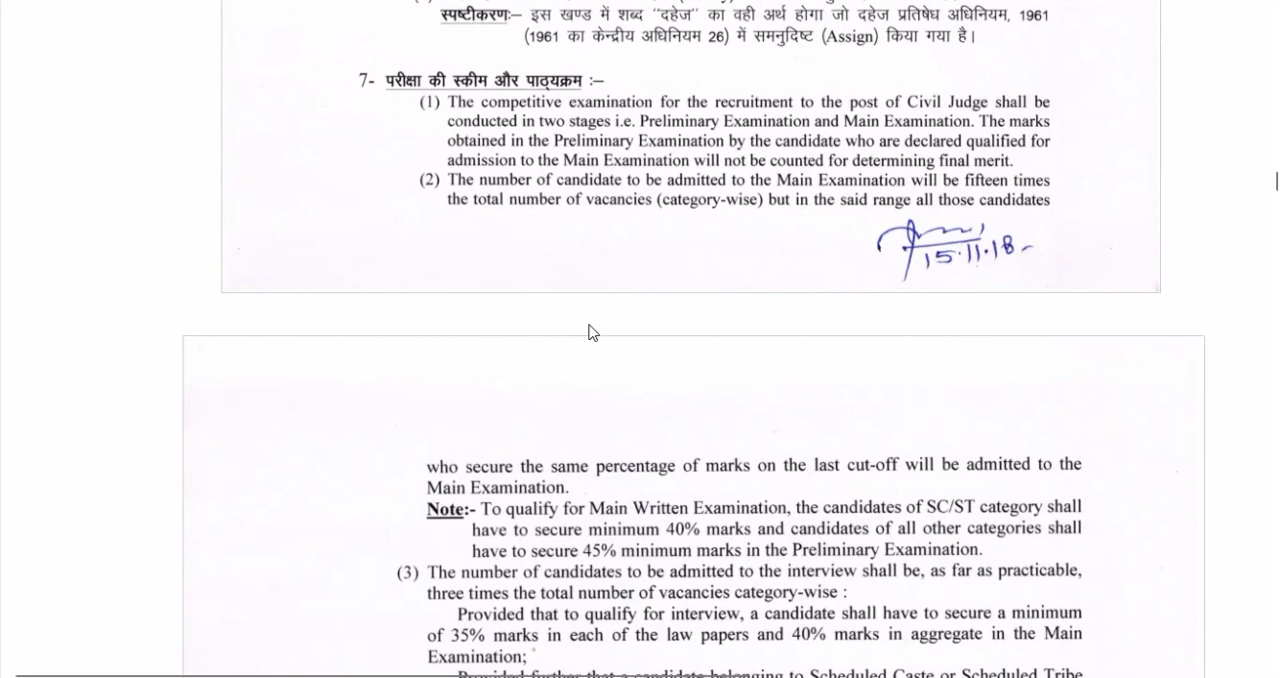 स्पष्टीकरण:– इस खण्ड में शब्द "दहेज" का वही अर्थ होगा जो दहेज प्रतिषेध अधिनियम, 1961
(1961 का केन्द्रीय अधिनियम 26) में समनुदिष्ट (Assign) किया गया है।
7- परीक्षा की स्कीम और पाठ्यक्रम :–
(1) The competitive examination for the recruitment to the post of Civil Judge shall be
conducted in two stages i.e. Preliminary Examination and Main Examination. The marks
obtained in the Preliminary Examination by the candidate who are declared qualified for
admission to the Main Examination will not be counted for determining final merit.
(2) The number of candidate to be admitted to the Main Examination will be fifteen times
the total number of vacancies (category-wise) but in the said range all those candidates
15.11.18
who secure the same percentage of marks on the last cut-off will be admitted to the
Main Examination.
Note:- To qualify for Main Written Examination, the candidates of SC/ST category shall
have to secure minimum 40% marks and candidates of all other categories shall
have to secure 45% minimum marks in the Preliminary Examination.
(3) The number of candidates to be admitted to the interview shall be, as far as practicable,
three times the total number of vacancies category-wise :
Provided that to qualify for interview, a candidate shall have to secure a minimum
of 35% marks in each of the law papers and 40% marks in aggregate in the Main
Examination;
Provided further that a candidate belonging to Scheduled Caste or Scheduled Tribe